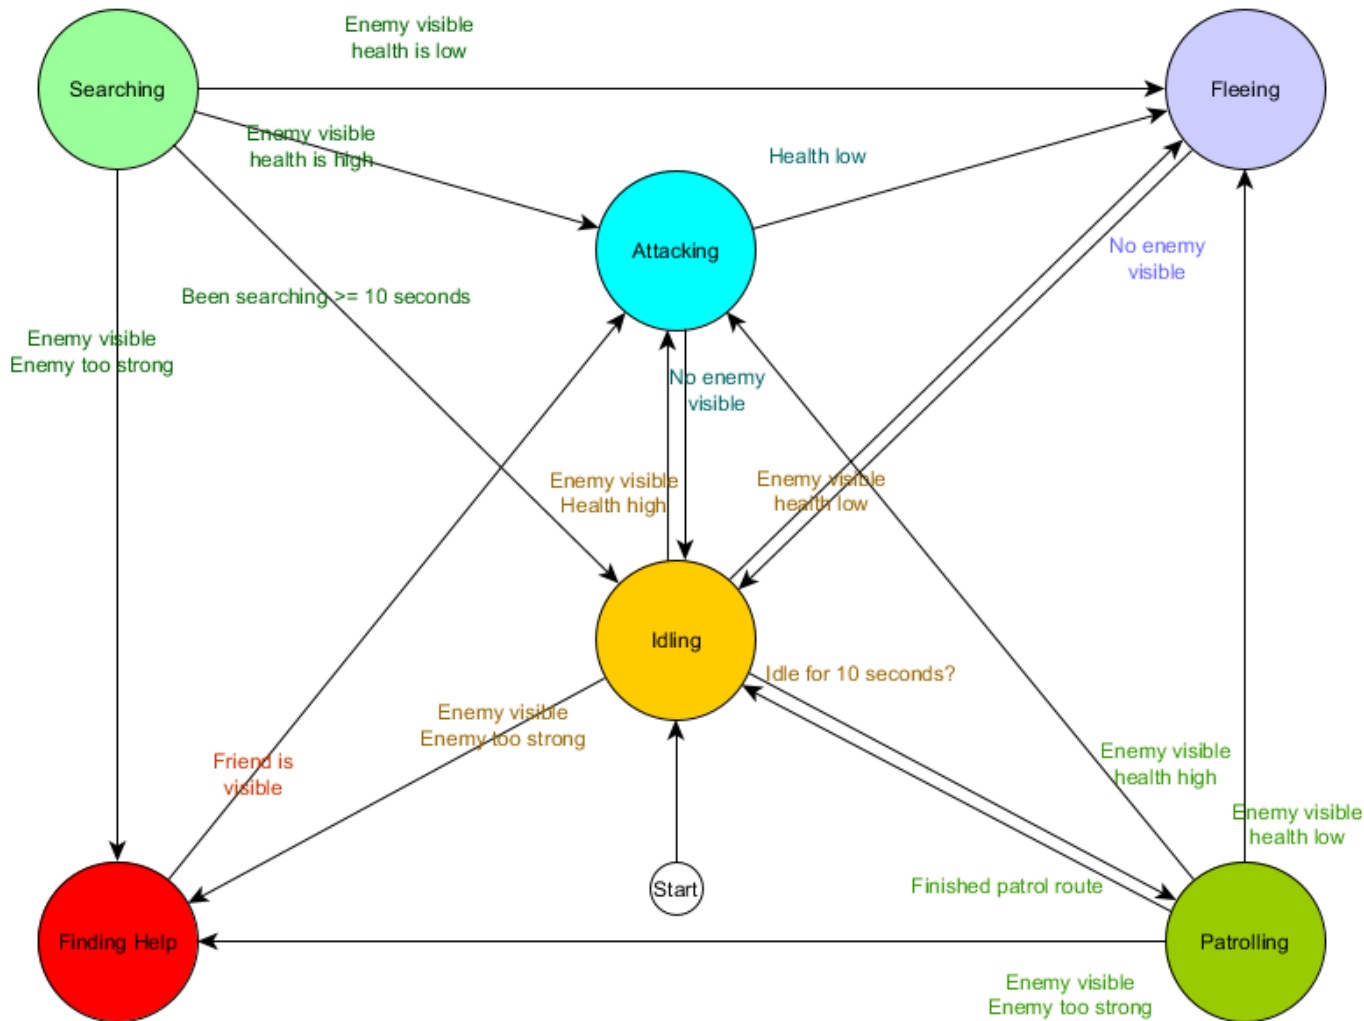 Enemy visible
health is low
Searching
Fleeing
Enemy visible
health is high
Health low
Attacking
No enemy
visible
Been searching >= 10 seconds
Enemy visible
Enemy too strong
No enemy
visible
Enemy visible
Health high
Enemy visible
health low
Idling
Idle for 10 seconds?
Enemy visible
Enemy too strong
Friend is
visible
Enemy visible
health high
Enemy visible
health low
Start
Finished patrol route
Finding Help
Patrolling
Enemy visible
Enemy too strong